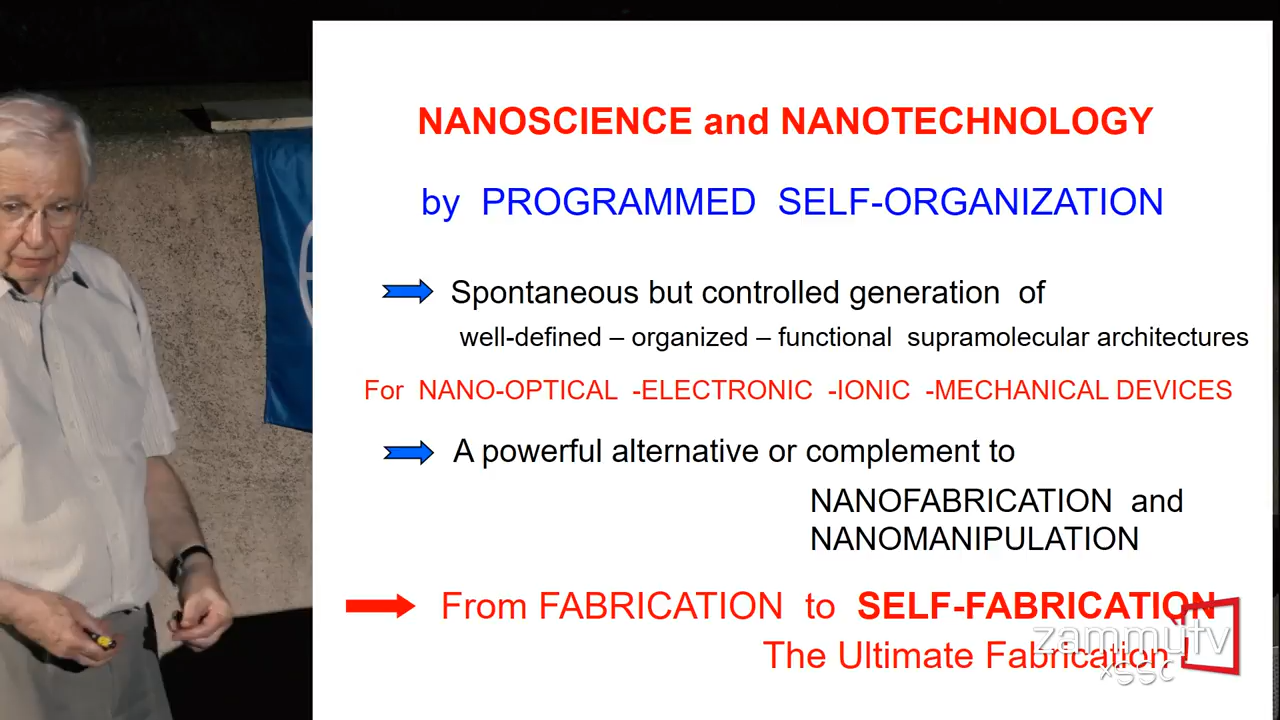 NANOSCIENCE and NANOTECHNOLOGY
by PROGRAMMED SELF-ORGANIZATION
Spontaneous but controlled generation of
well-defined – organized – functional supramolecular architectures
For NANO-OPTICAL -ELECTRONIC -IONIC -MECHANICAL DEVICES
A powerful alternative or complement to
NANOFABRICATION and
NANOMANIPULATION
From FABRICATION to SELF-FABRICATION
The Ultimate Fabrication !
zammutv
xSSC